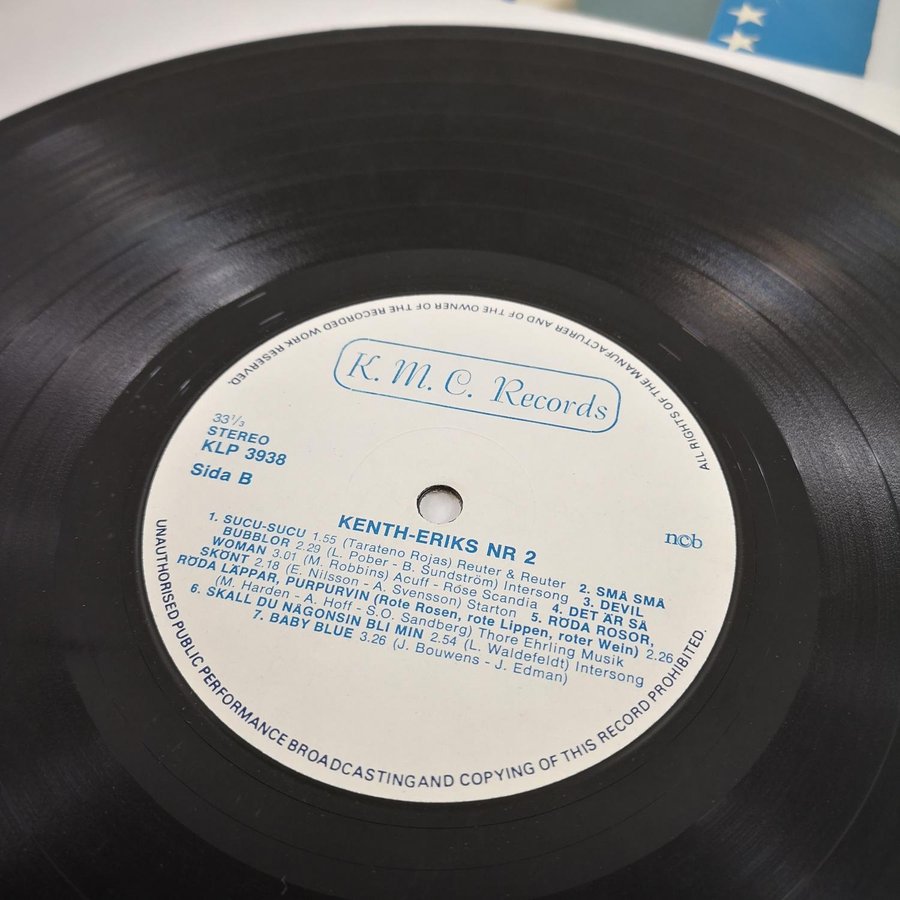 K. M. C. Records
ALL RIGHTS OF THE MANUFACTURER AND OF THE OWNER OF THE RECORDED WORK RESERVED.
33 1/3
STEREO
KLP 3938
Sida B
ncb
KENTH-ERIKS NR 2
1. SUCU-SUCU 1.55 (Tarateno Rojas) Reuter & Reuter 2. SMÅ SMÅ
BUBBLOR 2.29 (L. Pober - B. Sundström) Intersong 3. DEVIL
WOMAN 3.01 (M. Robbins) Acuff - Rose Scandia 4. DET ÄR SÅ
SKÖNT 2.18 (E. Nilsson - A. Svensson) Starton 5. RÖDA ROSOR,
RÖDA LÄPPAR, PURPURVIN (Rote Rosen, rote Lippen, roter Wein) 2.26
(M. Harden - A. Hoff - S.O. Sandberg) Thore Ehrling Musik
6. SKALL DU NÅGONSIN BLI MIN 2.54 (L. Waldefeldt) Intersong
7. BABY BLUE 3.26 (J. Bouwens - J. Edman)
UNAUTHORISED PUBLIC PERFORMANCE BROADCASTING AND COPYING OF THIS RECORD PROHIBITED.